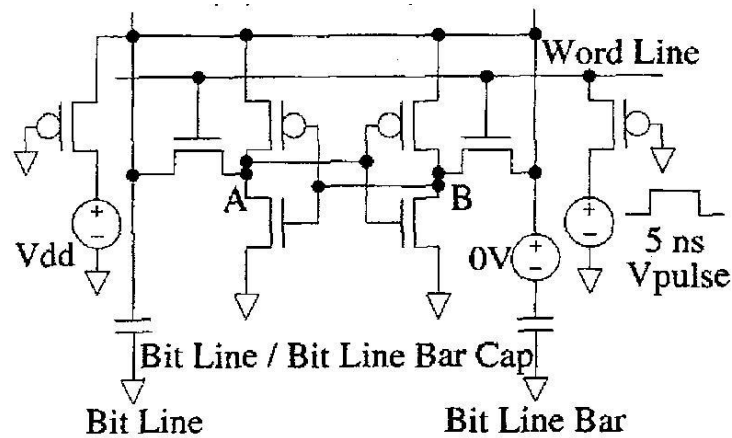 Word Line
A
B
Vdd
0V
5 ns
Vpulse
Bit Line / Bit Line Bar Cap
Bit Line
Bit Line Bar